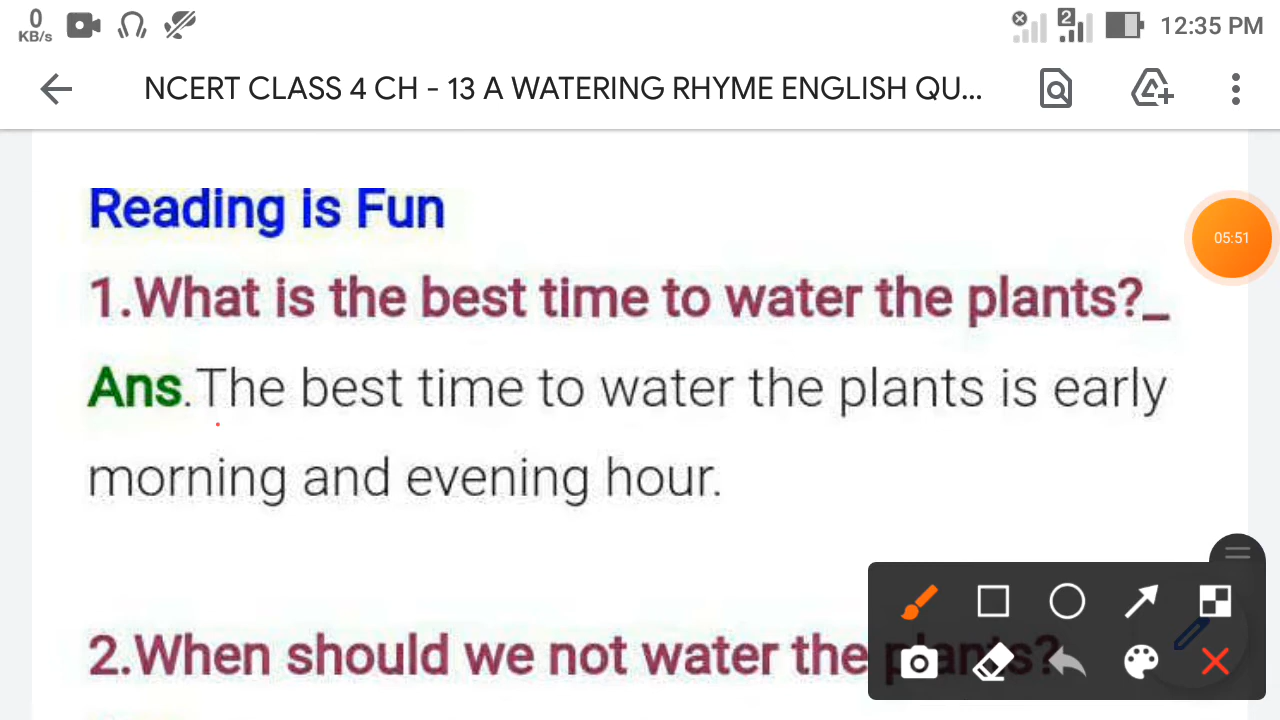 0
KB/s
2
12:35 PM
NCERT CLASS 4 CH - 13 A WATERING RHYME ENGLISH QU...
Reading is Fun
05:51
1.What is the best time to water the plants?_
Ans.The best time to water the plants is early
morning and evening hour.
2.When should we not water the plants?